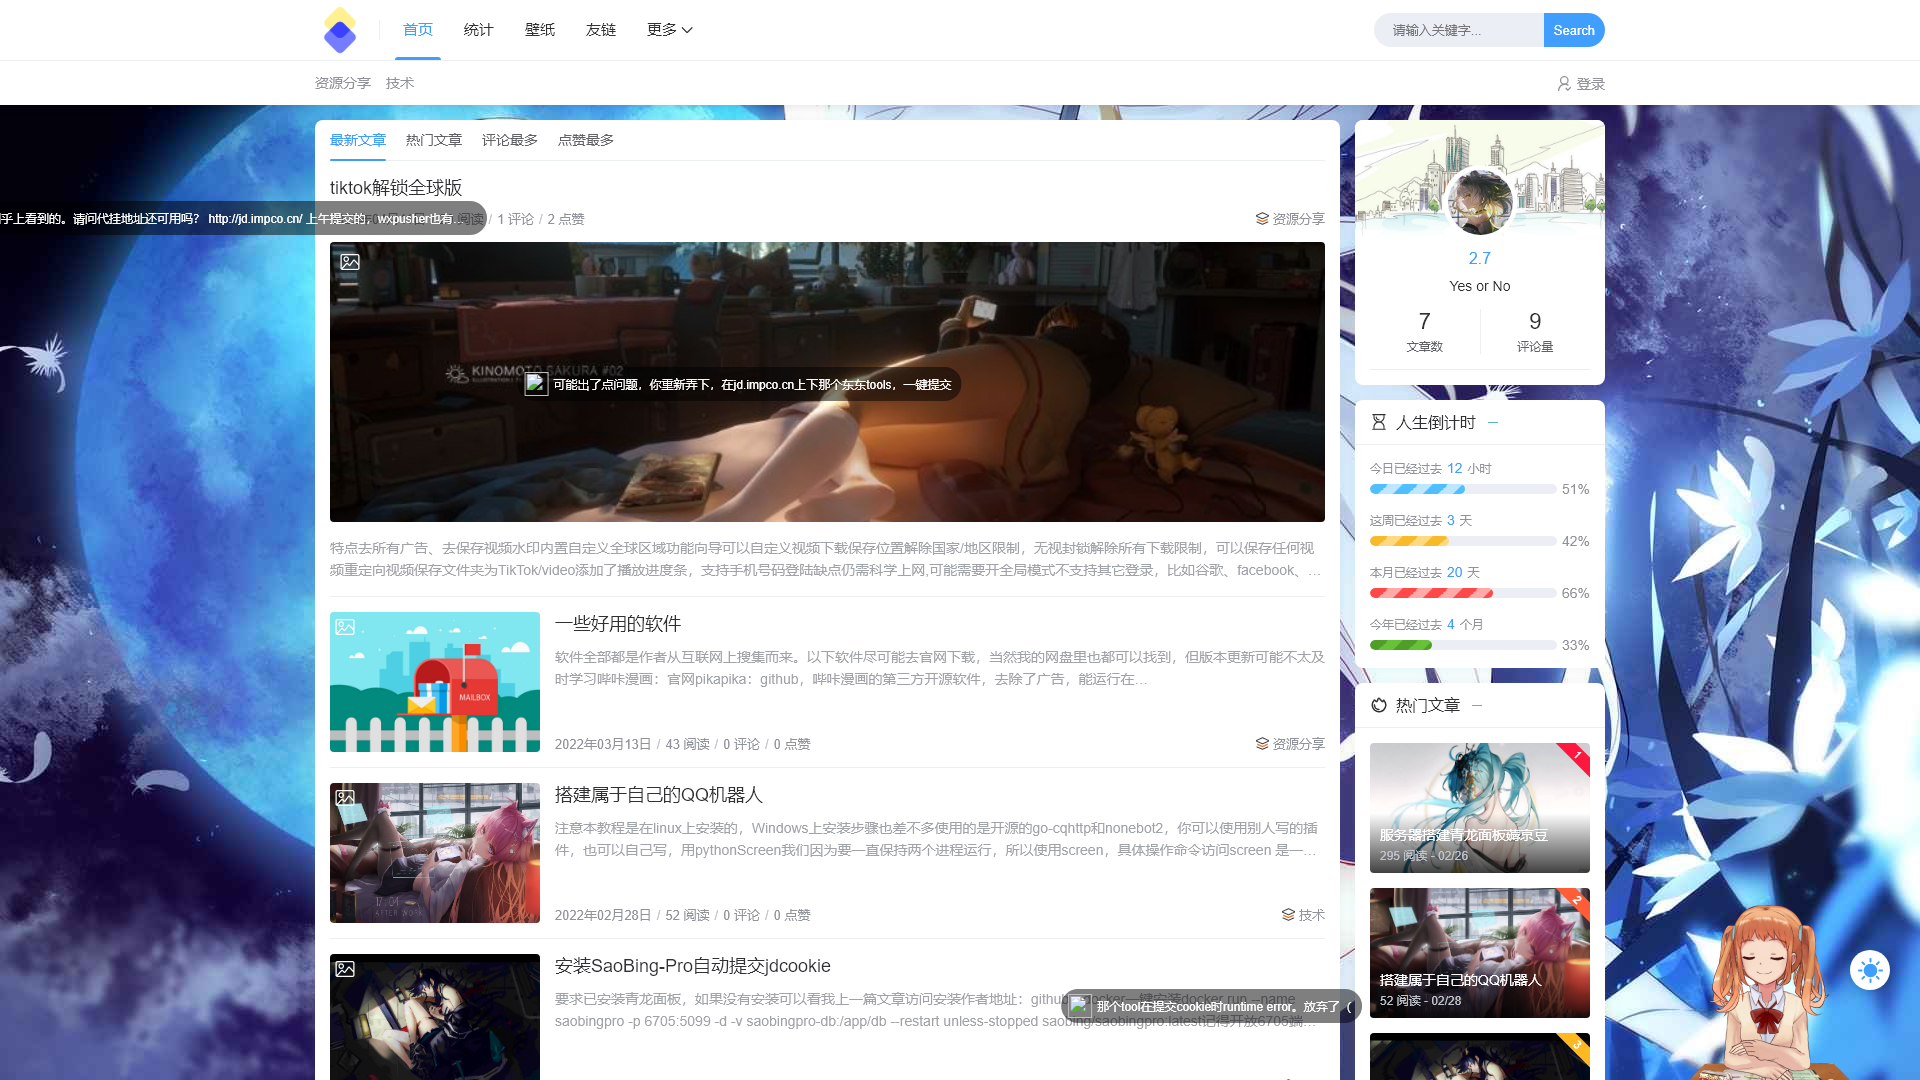 首页
统计
壁纸
友链
更多
请输入关键字...
Search
资源分享
技术
登录
最新文章
热门文章
评论最多
点赞最多
tiktok解锁全球版
乎上看到的。请问代挂地址还可用吗? http://jd.impco.cn/ 上午提交的，wxpusher也有...
阅读 / 1 评论 / 2 点赞
资源分享
KINOMOTO SAKURA #02
可能出了点问题，你重新弄下，在jd.impco.cn上下那个东东tools，一键提交
特点去所有广告、去保存视频水印内置自定义全球区域功能向导可以自定义视频下载保存位置解除国家/地区限制，无视封锁解除所有下载限制，可以保存任何视
频重定向视频保存文件夹为TikTok/video添加了播放进度条，支持手机号码登陆缺点仍需科学上网,可能需要开全局模式不支持其它登录，比如谷歌、facebook、...
MAILBOX
一些好用的软件
软件全部都是作者从互联网上搜集而来。以下软件尽可能去官网下载，当然我的网盘里也都可以找到，但版本更新可能不太及
时学习哔咔漫画：官网pikapika：github，哔咔漫画的第三方开源软件，去除了广告，能运行在...
2022年03月13日 / 43 阅读 / 0 评论 / 0 点赞
资源分享
17:04
AFTER WORK
搭建属于自己的QQ机器人
注意本教程是在linux上安装的，Windows上安装步骤也差不多使用的是开源的go-cqhttp和nonebot2，你可以使用别人写的插
件，也可以自己写，用pythonScreen我们因为要一直保持两个进程运行，所以使用screen，具体操作命令访问screen 是一...
2022年02月28日 / 52 阅读 / 0 评论 / 0 点赞
技术
安装SaoBing-Pro自动提交jdcookie
要求已安装青龙面板，如果没有安装可以看我上一篇文章访问安装作者地址：github docker一键安装docker run --name
saobingpro -p 6705:5099 -d -v saobingpro-db:/app/db --restart unless-stopped saobing/saobingpro:latest记得开放6705端...
那个tool在提交cookie时runtime error。放弃了（
2.7
Yes or No
7
文章数
9
评论量
人生倒计时
今日已经过去 12 小时
51%
这周已经过去 3 天
42%
本月已经过去 20 天
66%
今年已经过去 4 个月
33%
热门文章
1
服务器搭建青龙面板薅京豆
295 阅读 - 02/26
2
搭建属于自己的QQ机器人
52 阅读 - 02/28
3